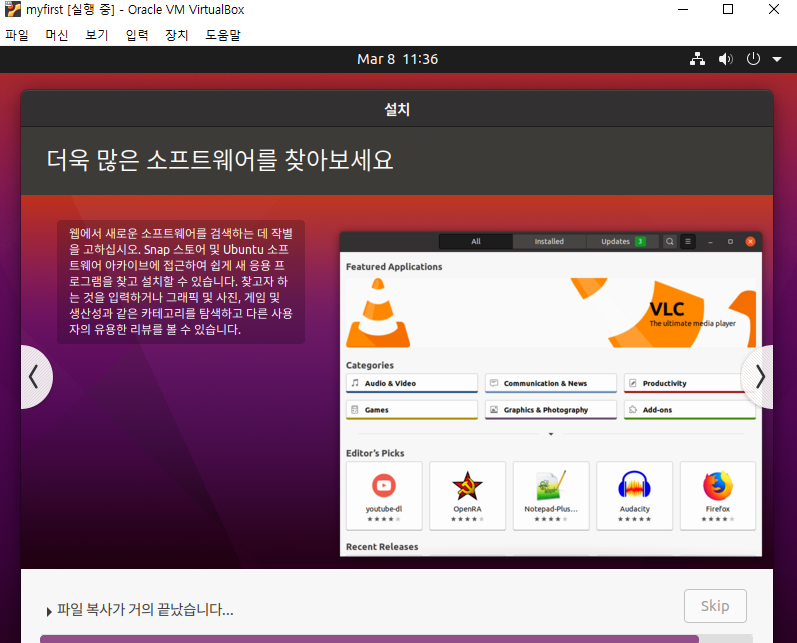 myfirst [실행 중] - Oracle VM VirtualBox
파일 머신 보기 입력 장치 도움말
Mar 8 11:36
설치
더욱 많은 소프트웨어를 찾아보세요
웹에서 새로운 소프트웨어를 검색하는 데 작별
을 고하십시오. Snap 스토어 및 Ubuntu 소프
트웨어 아카이브에 접근하여 쉽게 새 응용 프
로그램을 찾고 설치할 수 있습니다. 찾고자 하
는 것을 입력하거나 그래픽 및 사진, 게임 및
생산성과 같은 카테고리를 탐색하고 다른 사용
자의 유용한 리뷰를 볼 수 있습니다.
All Installed Updates 3
Featured Applications
VLC
The ultimate media player
Categories
Audio & Video Communication & News Productivity
Games Graphics & Photography Add-ons
Editor's Picks
youtube-dl OpenRA Notepad-Plus... Audacity Firefox
Recent Releases
파일 복사가 거의 끝났습니다...
Skip